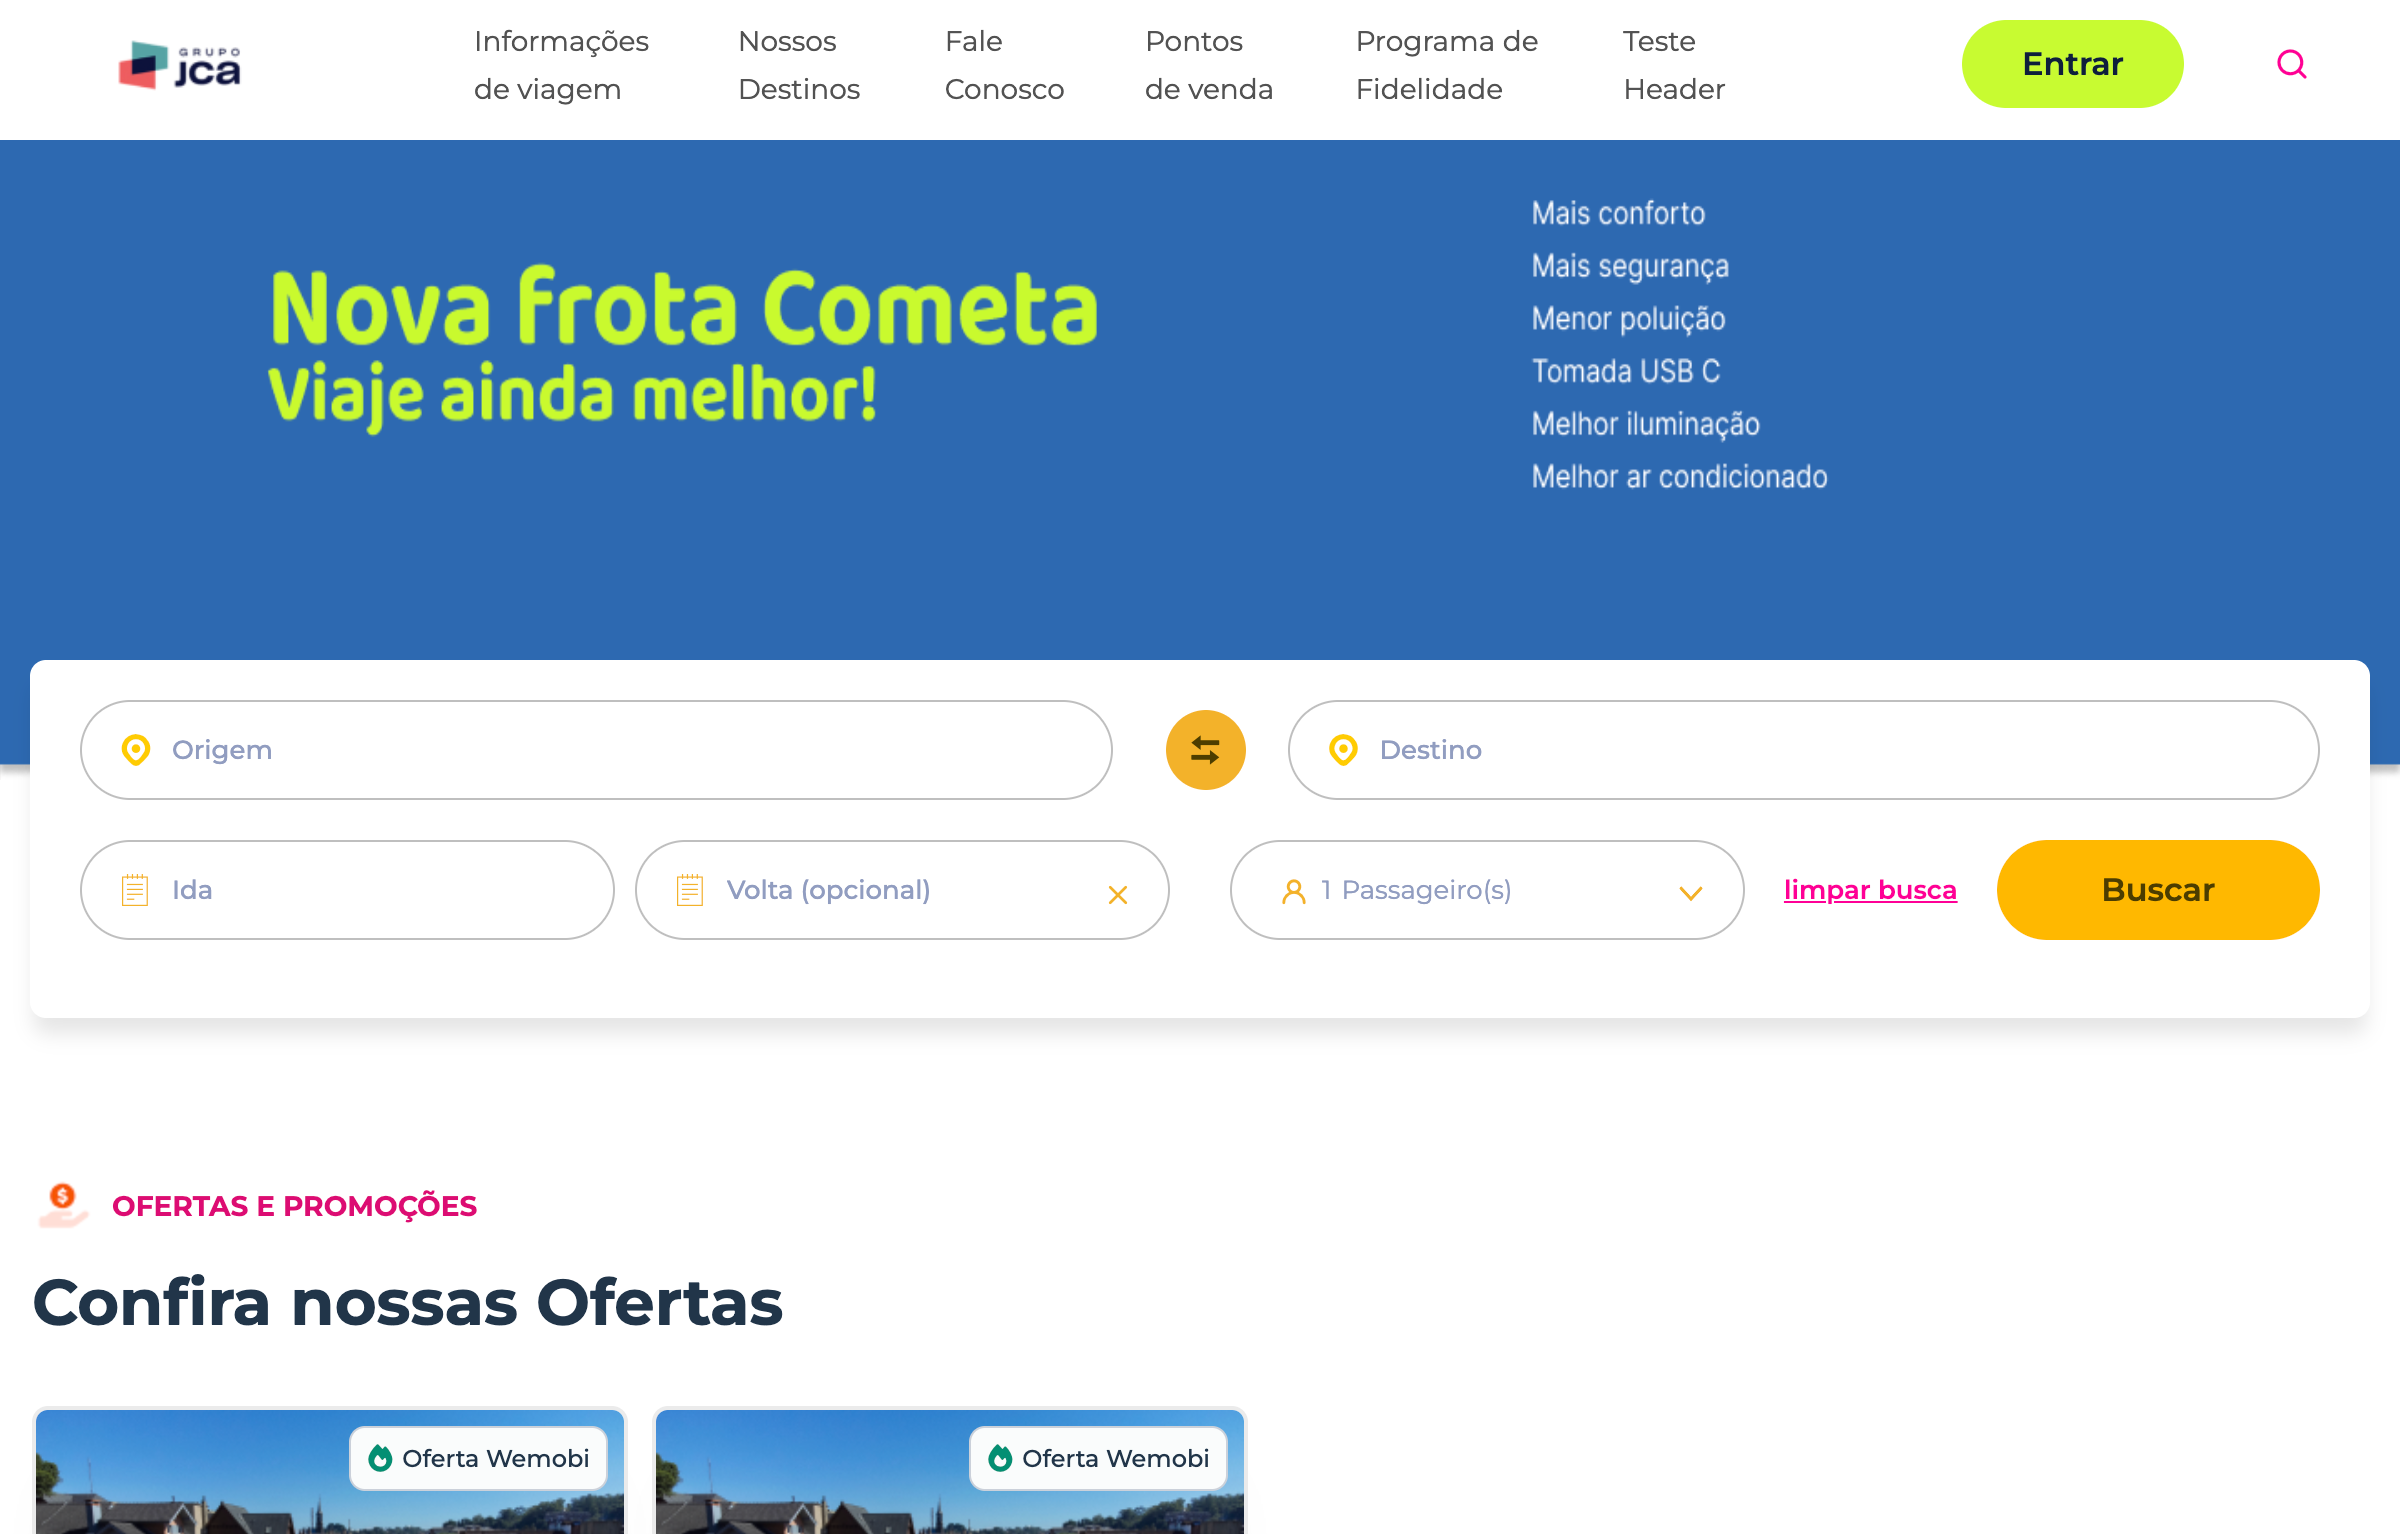 GRUPO
jca
Informações
de viagem
Nossos
Destinos
Fale
Conosco
Pontos
de venda
Programa de
Fidelidade
Teste
Header
Entrar
Nova frota Cometa
Viaje ainda melhor!
Mais conforto
Mais segurança
Menor poluição
Tomada USB C
Melhor iluminação
Melhor ar condicionado
Origem
Destino
Ida
Volta (opcional)
1 Passageiro(s)
limpar busca
Buscar
OFERTAS E PROMOÇÕES
Confira nossas Ofertas
Oferta Wemobi
Oferta Wemobi